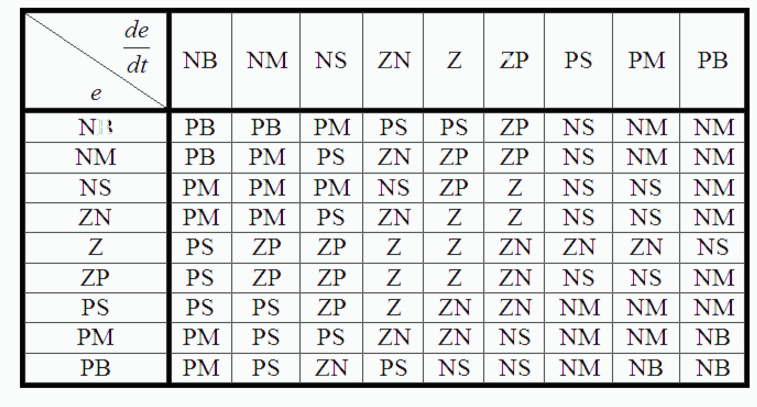 de
dt
e
NB NM NS ZN Z ZP PS PM PB
NB PB PB PM PS PS ZP NS NM NM
NM PB PM PS ZN ZP ZP NS NM NM
NS PM PM PM NS ZP Z NS NS NM
ZN PM PM PS ZN Z Z NS NS NM
Z PS ZP ZP Z Z ZN ZN ZN NS
ZP PS ZP ZP Z Z ZN NS NS NM
PS PS PS ZP Z ZN ZN NM NM NM
PM PM PS PS ZN ZN NS NM NM NB
PB PM PS ZN PS NS NS NM NB NB